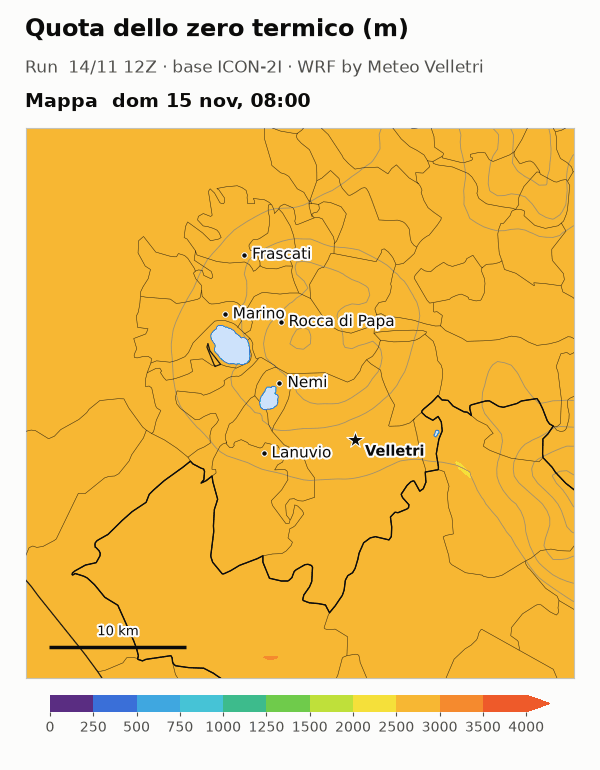 Quota dello zero termico (m)
Run  14/11 12Z · base ICON-2I · WRF by Meteo Velletri
Mappa  dom 15 nov, 08:00
Frascati
Marino
Rocca di Papa
Nemi
Velletri
Lanuvio
10 km
0 250 500 750 1000 1250 1500 2000 2500 3000 3500 4000